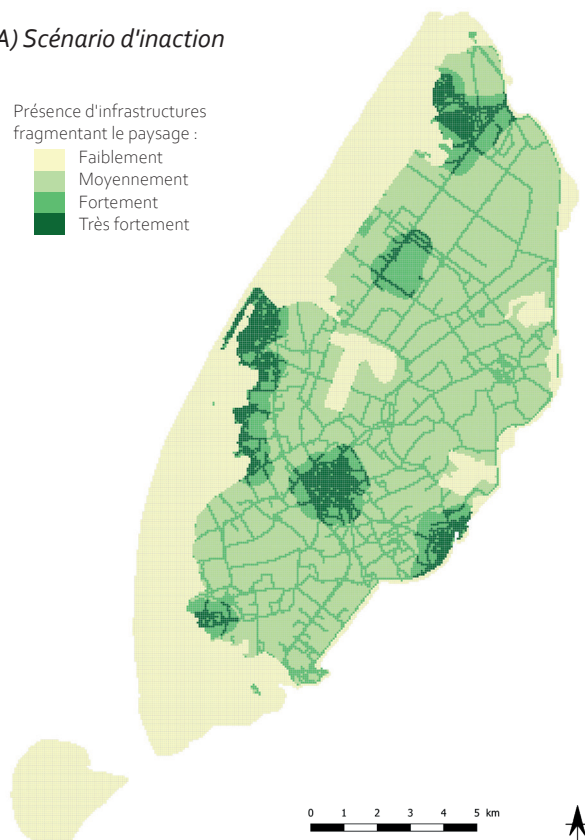 A) Scénario d'inaction
Présence d'infrastructures
fragmentant le paysage :
Faiblement
Moyennement
Fortement
Très fortement
0 1 2 3 4 5 km